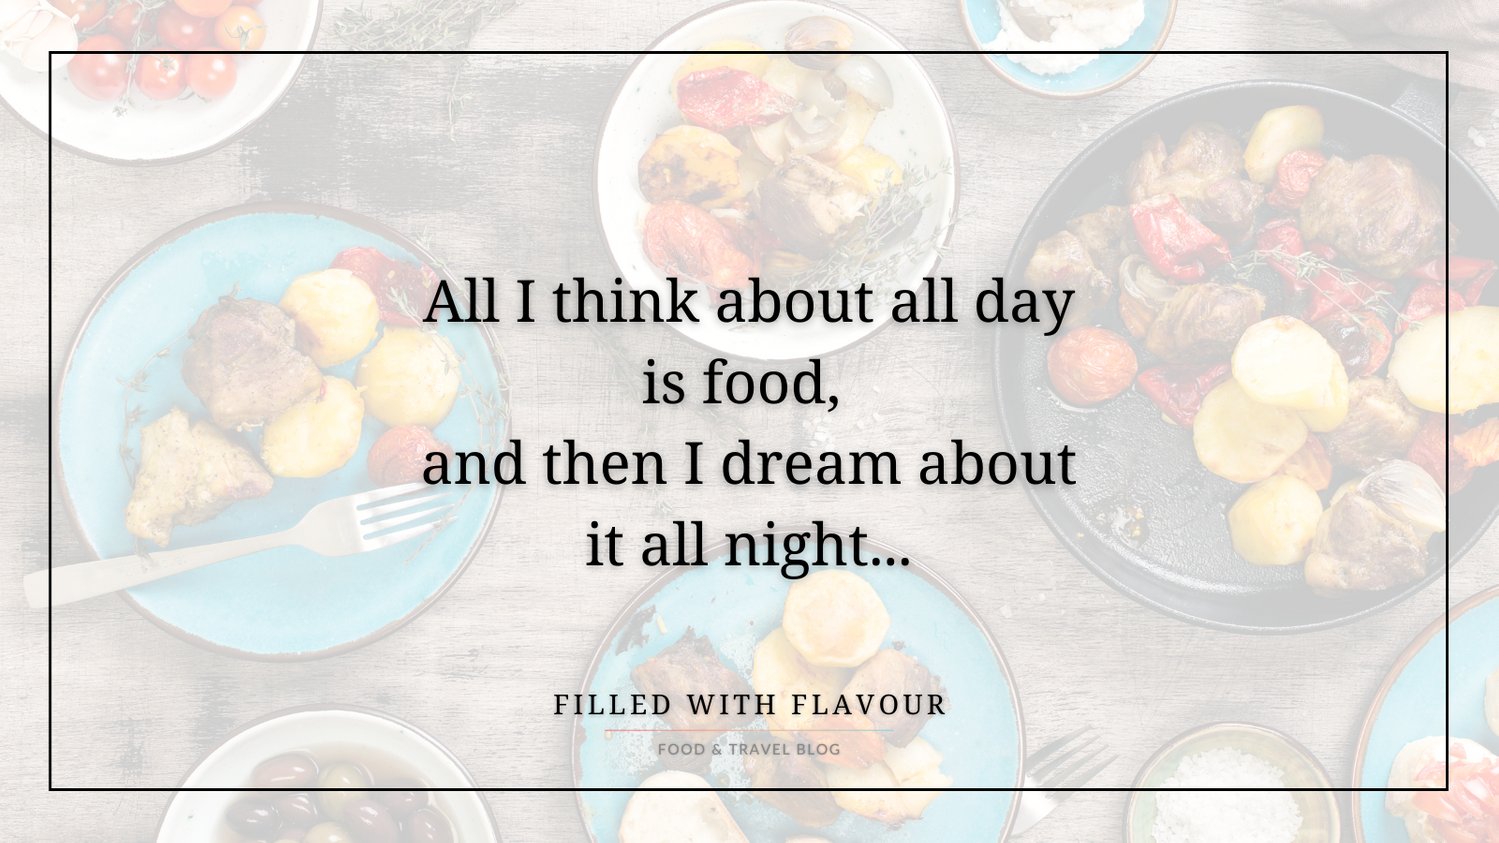 All I think about all day
is food,
and then I dream about
it all night...
FILLED WITH FLAVOUR
FOOD & TRAVEL BLOG